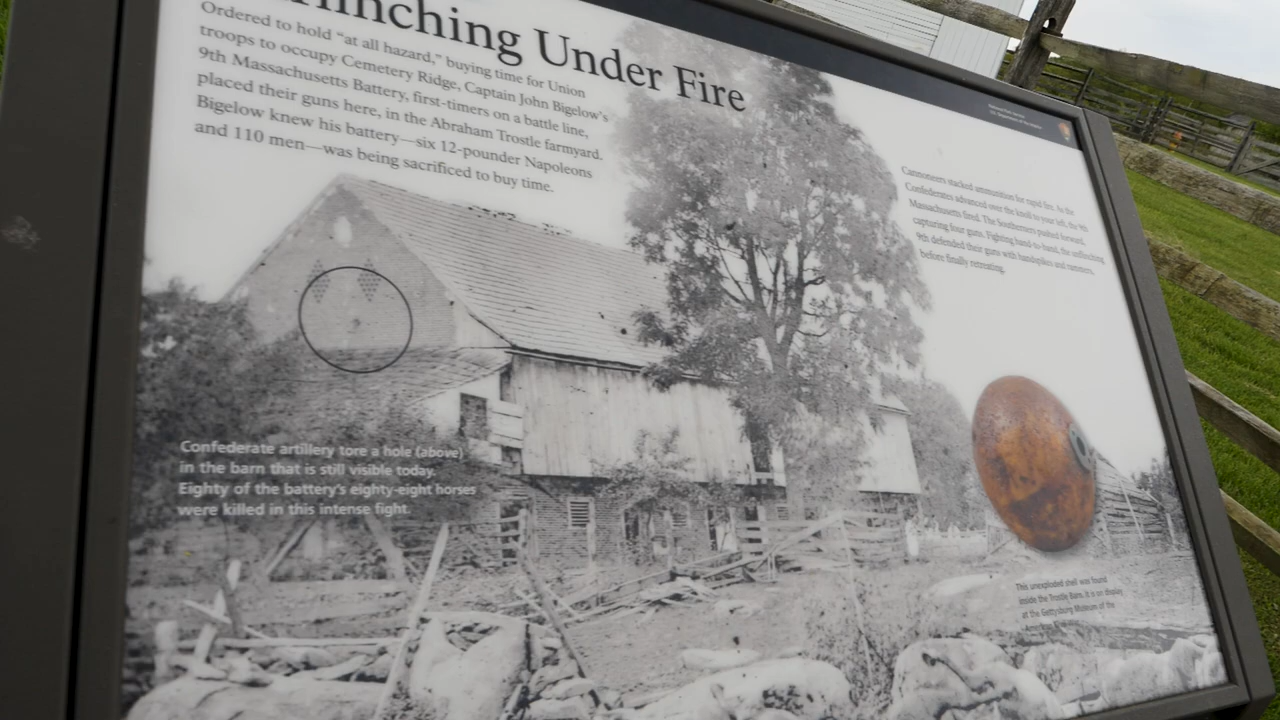 flinching Under Fire
Ordered to hold “at all hazard,” buying time for Union
troops to occupy Cemetery Ridge, Captain John Bigelow’s
9th Massachusetts Battery, first-timers on a battle line,
placed their guns here, in the Abraham Trostle farmyard.
Bigelow knew his battery—six 12-pounder Napoleons
and 110 men—was being sacrificed to buy time.
Cannoneers stacked ammunition for rapid fire. As the
Confederates advanced over the knoll to your left, the 9th
Massachusetts fired. The Southerners pushed forward,
capturing four guns. Fighting hand-to-hand, the unflinching
9th defended their guns with handspikes and rammers,
before finally retreating.
Confederate artillery tore a hole (above)
in the barn that is still visible today.
Eighty of the battery’s eighty-eight horses
were killed in this intense fight.
This unexploded shell was found
inside the Trostle Barn. It is on display
at the Gettysburg Museum of the